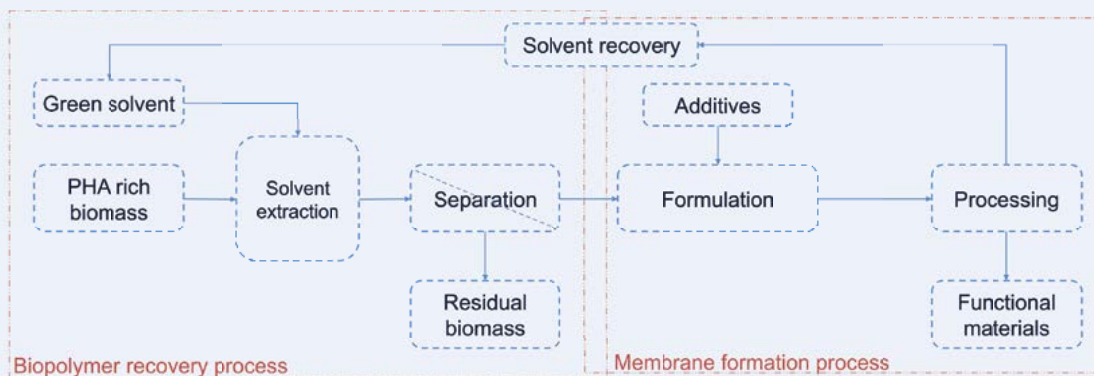 Solvent recovery
Green solvent
Additives
PHA rich
biomass
Solvent
extraction
Separation
Formulation
Processing
Residual
biomass
Functional
materials
Biopolymer recovery process
Membrane formation process